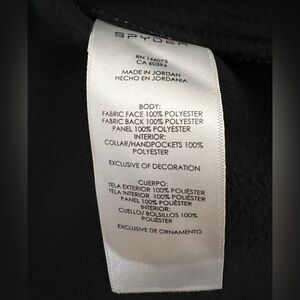 SPYDER
RN 166073
CA 60394
MADE IN JORDAN
HECHO EN JORDANIA
BODY:
FABRIC FACE 100% POLYESTER
FABRIC BACK 100% POLYESTER
PANEL 100% POLYESTER
INTERIOR:
COLLAR/HANDPOCKETS 100%
POLYESTER
EXCLUSIVE OF DECORATION
CUERPO:
TELA EXTERIOR 100% POLIÉSTER
TELA INTERIOR 100% POLIÉSTER
PANEL 100% POLIÉSTER
INTERIOR:
CUELLO/ BOLSILLOS 100%
POLIÉSTER
EXCLUSIVE DE ORNAMENTO